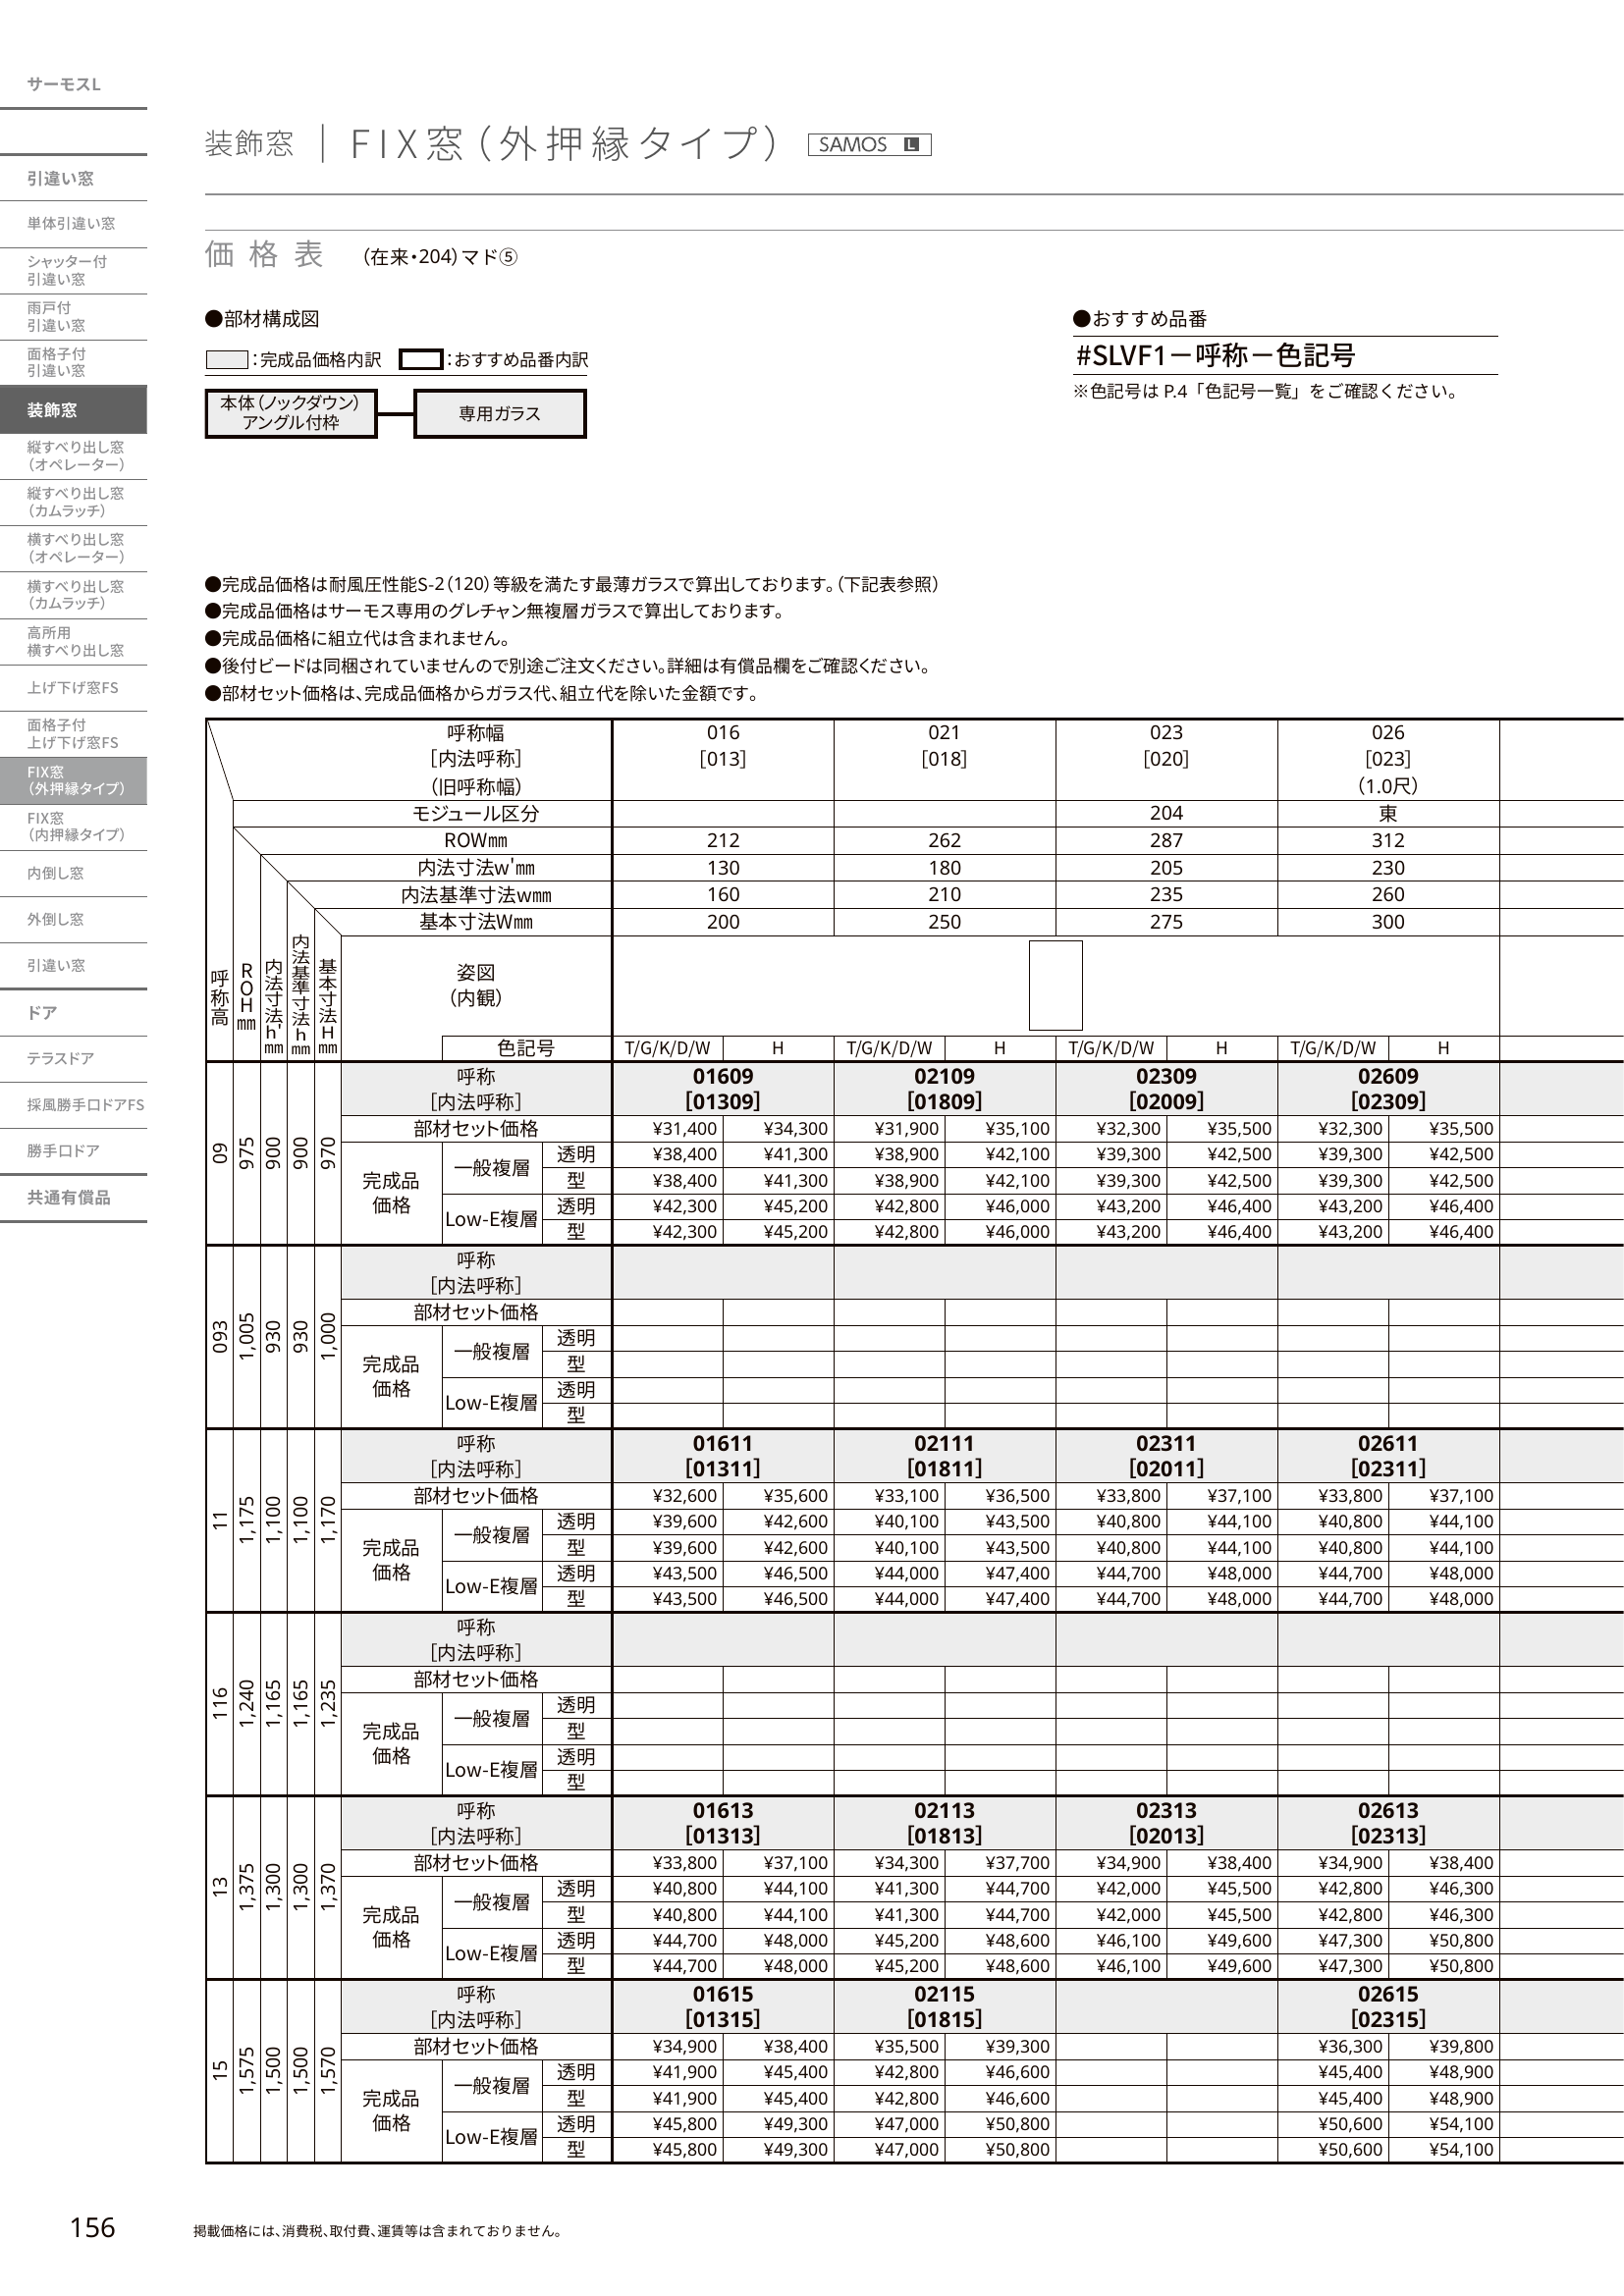 サーモスL
引違い窓
単体引違い窓
シャッター付
引違い窓
雨戸付
引違い窓
面格子付
引違い窓
装飾窓
縦すべり出し窓
（オペレーター）
縦すべり出し窓
（カムラッチ）
横すべり出し窓
（オペレーター）
横すべり出し窓
（カムラッチ）
高所用
横すべり出し窓
上げ下げ窓FS
面格子付
上げ下げ窓FS
FIX窓
（外押縁タイプ）
FIX窓
（内押縁タイプ）
内倒し窓
外倒し窓
引違い窓
ドア
テラスドア
採風勝手口ドアFS
勝手口ドア
共通有償品
装飾窓｜FIX窓（外押縁タイプ） SAMOS L
価格表 （在来・204）マド⑤
●部材構成図
：完成品価格内訳 ：おすすめ品番内訳
本体（ノックダウン）
アングル付枠
専用ガラス
●おすすめ品番
#SLVF1－呼称－色記号
※色記号は P.4「色記号一覧」をご確認ください。
●完成品価格は耐風圧性能S-2（120）等級を満たす最薄ガラスで算出しております。（下記表参照）
●完成品価格はサーモス専用のグレチャン無複層ガラスで算出しております。
●完成品価格に組立代は含まれません。
●後付ビードは同梱されていませんので別途ご注文ください。詳細は有償品欄をご確認ください。
●部材セット価格は、完成品価格からガラス代、組立代を除いた金額です。
呼称幅 016 021 023 026
［内法呼称］ ［013］ ［018］ ［020］ ［023］
（旧呼称幅） （1.0尺）
モジュール区分 204 東
ROW㎜ 212 262 287 312
内法寸法w'㎜ 130 180 205 230
内法基準寸法w㎜ 160 210 235 260
基本寸法W㎜ 200 250 275 300
呼称高 ROH㎜ 内法寸法h'㎜ 内法基準寸法h㎜ 基本寸法H㎜
姿図
（内観）
色記号 T/G/K/D/W H T/G/K/D/W H T/G/K/D/W H T/G/K/D/W H
09 975 900 900 970
呼称 01609 02109 02309 02609
［内法呼称］ ［01309］ ［01809］ ［02009］ ［02309］
部材セット価格 ¥31,400 ¥34,300 ¥31,900 ¥35,100 ¥32,300 ¥35,500 ¥32,300 ¥35,500
完成品価格 一般複層 透明 ¥38,400 ¥41,300 ¥38,900 ¥42,100 ¥39,300 ¥42,500 ¥39,300 ¥42,500
型 ¥38,400 ¥41,300 ¥38,900 ¥42,100 ¥39,300 ¥42,500 ¥39,300 ¥42,500
Low-E複層 透明 ¥42,300 ¥45,200 ¥42,800 ¥46,000 ¥43,200 ¥46,400 ¥43,200 ¥46,400
型 ¥42,300 ¥45,200 ¥42,800 ¥46,000 ¥43,200 ¥46,400 ¥43,200 ¥46,400
093 1,005 930 930 1,000
呼称
［内法呼称］
部材セット価格
完成品価格 一般複層 透明
型
Low-E複層 透明
型
11 1,175 1,100 1,100 1,170
呼称 01611 02111 02311 02611
［内法呼称］ ［01311］ ［01811］ ［02011］ ［02311］
部材セット価格 ¥32,600 ¥35,600 ¥33,100 ¥36,500 ¥33,800 ¥37,100 ¥33,800 ¥37,100
完成品価格 一般複層 透明 ¥39,600 ¥42,600 ¥40,100 ¥43,500 ¥40,800 ¥44,100 ¥40,800 ¥44,100
型 ¥39,600 ¥42,600 ¥40,100 ¥43,500 ¥40,800 ¥44,100 ¥40,800 ¥44,100
Low-E複層 透明 ¥43,500 ¥46,500 ¥44,000 ¥47,400 ¥44,700 ¥48,000 ¥44,700 ¥48,000
型 ¥43,500 ¥46,500 ¥44,000 ¥47,400 ¥44,700 ¥48,000 ¥44,700 ¥48,000
116 1,240 1,165 1,165 1,235
呼称
［内法呼称］
部材セット価格
完成品価格 一般複層 透明
型
Low-E複層 透明
型
13 1,375 1,300 1,300 1,370
呼称 01613 02113 02313 02613
［内法呼称］ ［01313］ ［01813］ ［02013］ ［02313］
部材セット価格 ¥33,800 ¥37,100 ¥34,300 ¥37,700 ¥34,900 ¥38,400 ¥34,900 ¥38,400
完成品価格 一般複層 透明 ¥40,800 ¥44,100 ¥41,300 ¥44,700 ¥42,000 ¥45,500 ¥42,800 ¥46,300
型 ¥40,800 ¥44,100 ¥41,300 ¥44,700 ¥42,000 ¥45,500 ¥42,800 ¥46,300
Low-E複層 透明 ¥44,700 ¥48,000 ¥45,200 ¥48,600 ¥46,100 ¥49,600 ¥47,300 ¥50,800
型 ¥44,700 ¥48,000 ¥45,200 ¥48,600 ¥46,100 ¥49,600 ¥47,300 ¥50,800
15 1,575 1,500 1,500 1,570
呼称 01615 02115 02615
［内法呼称］ ［01315］ ［01815］ ［02315］
部材セット価格 ¥34,900 ¥38,400 ¥35,500 ¥39,300 ¥36,300 ¥39,800
完成品価格 一般複層 透明 ¥41,900 ¥45,400 ¥42,800 ¥46,600 ¥45,400 ¥48,900
型 ¥41,900 ¥45,400 ¥42,800 ¥46,600 ¥45,400 ¥48,900
Low-E複層 透明 ¥45,800 ¥49,300 ¥47,000 ¥50,800 ¥50,600 ¥54,100
型 ¥45,800 ¥49,300 ¥47,000 ¥50,800 ¥50,600 ¥54,100
156
掲載価格には、消費税、取付費、運賃等は含まれておりません。